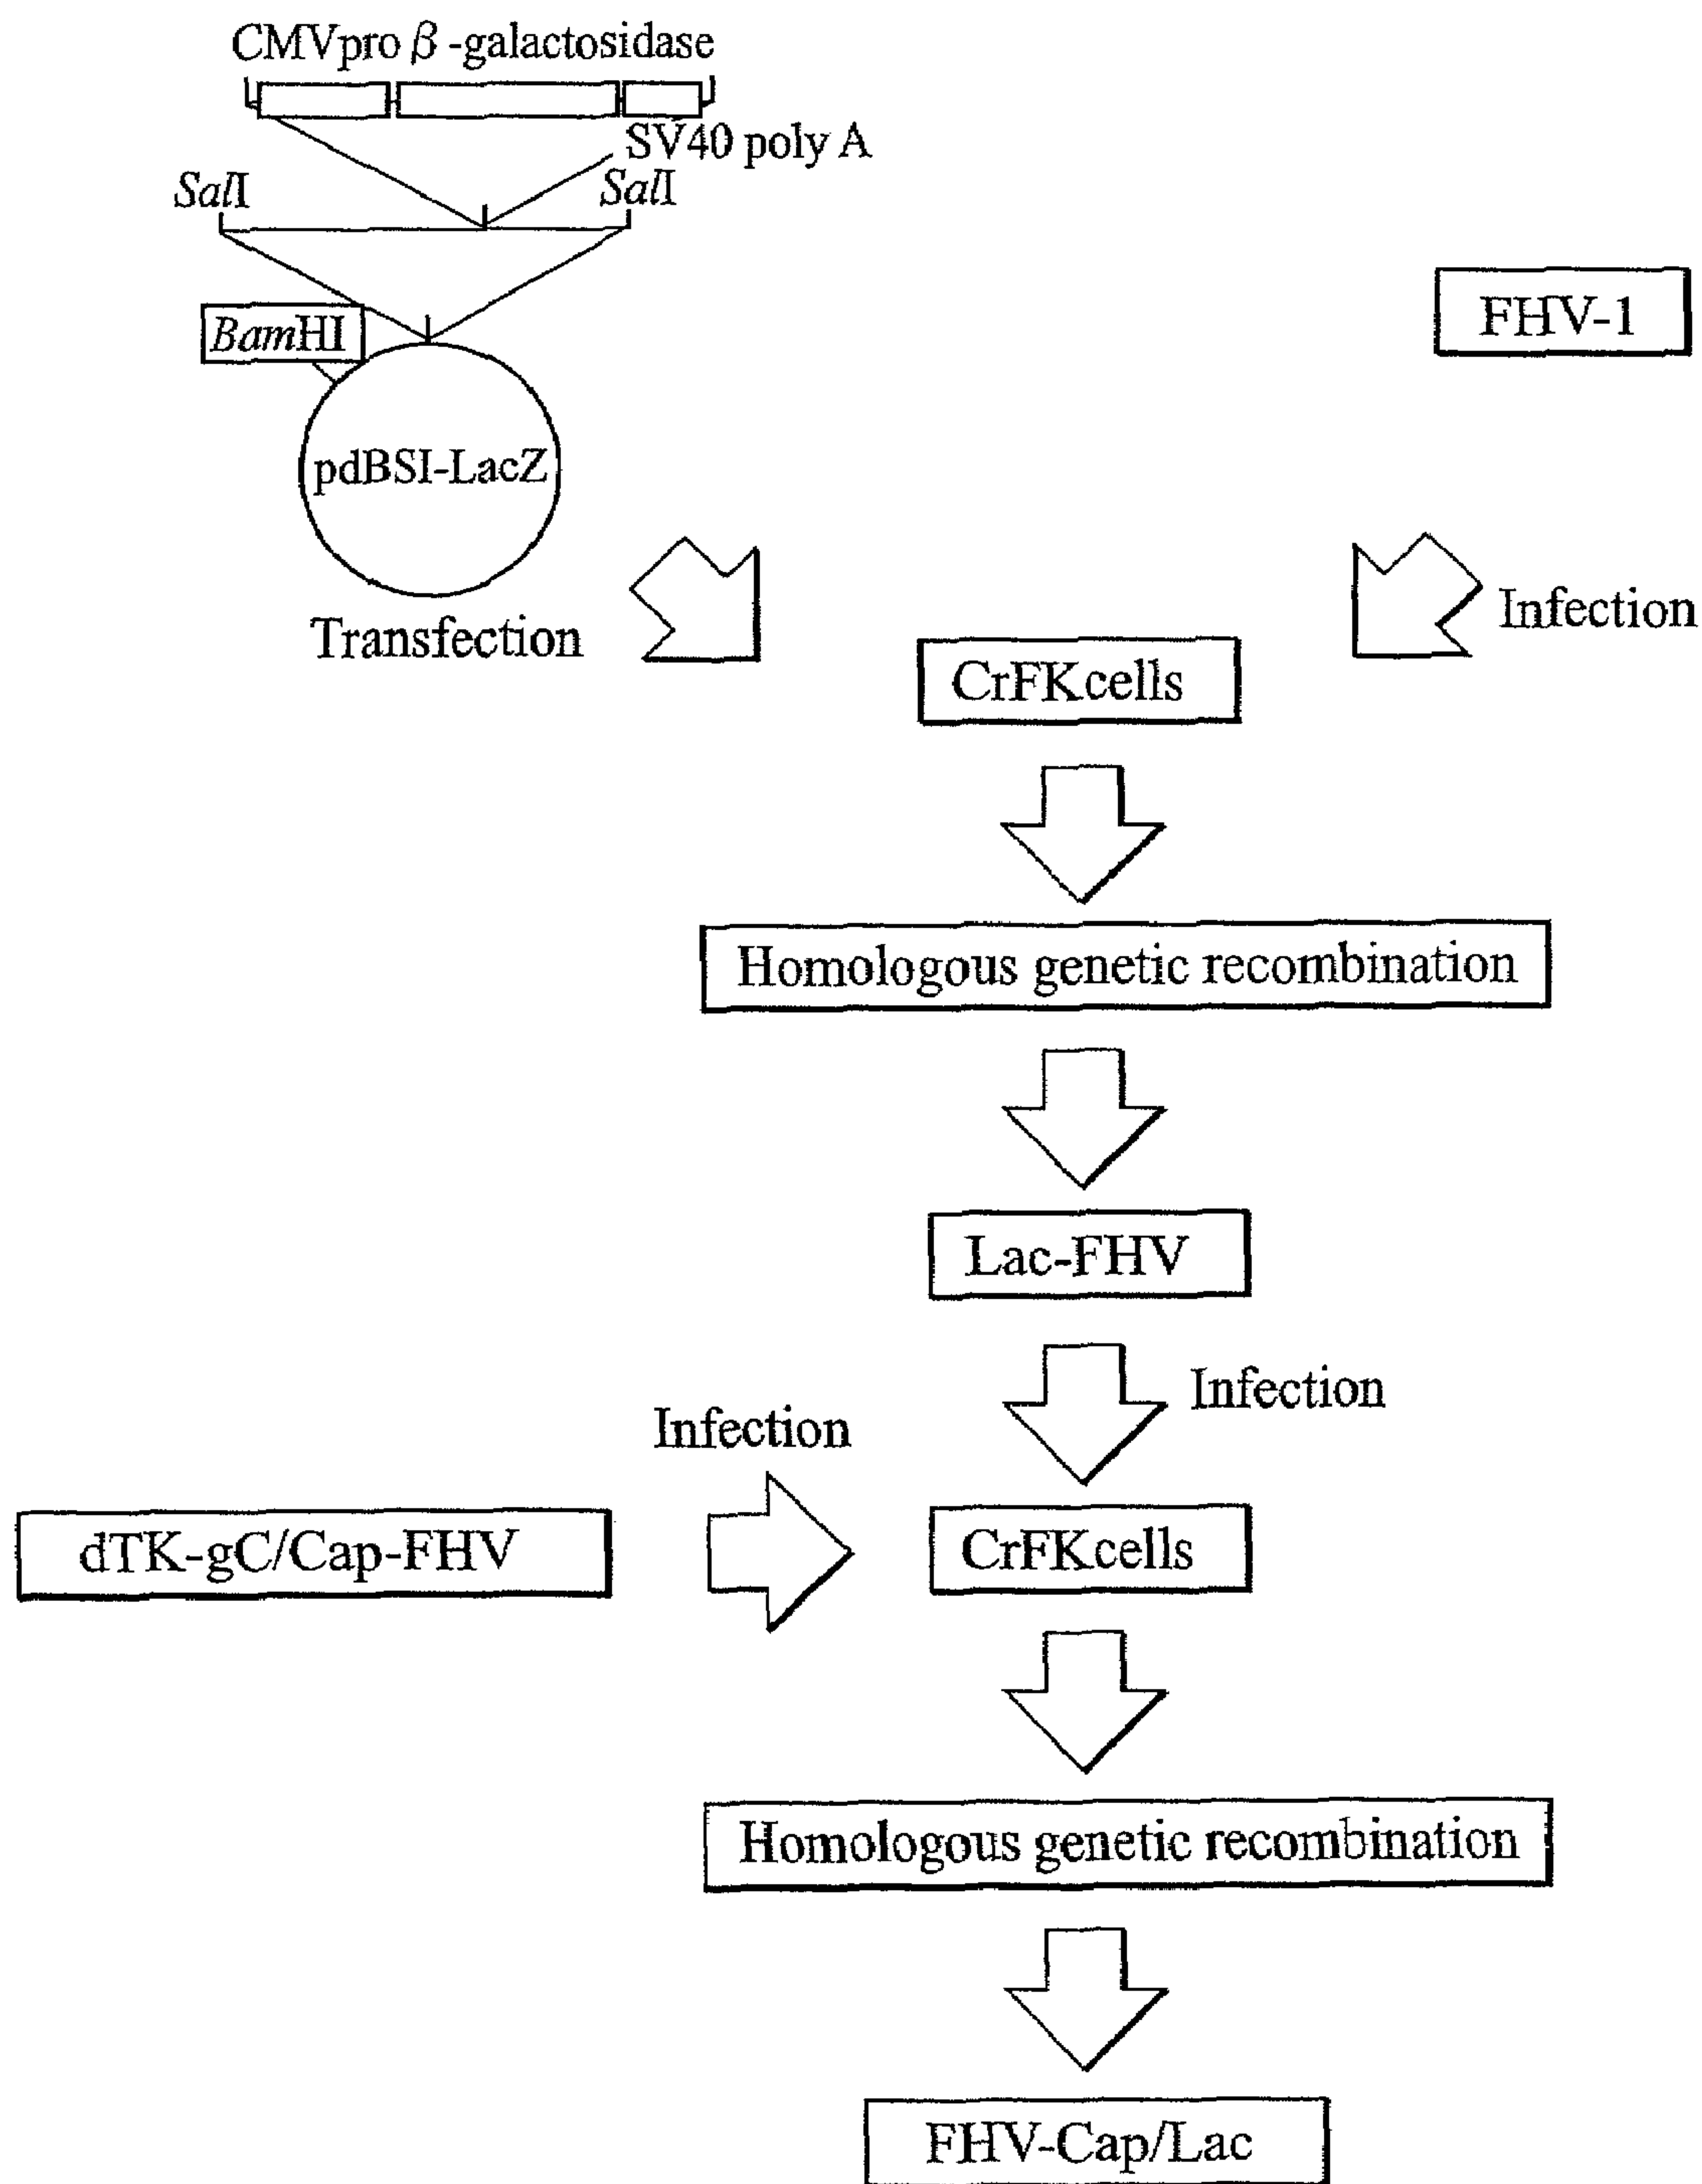 CMVpro β-galactosidase
SV40 poly A
SalI
SalI
BamHI
FHV-1
pdBSI-LacZ
Transfection
Infection
CrFKcells
Homologous genetic recombination
Lac-FHV
Infection
Infection
dTK-gC/Cap-FHV
CrFKcells
Homologous genetic recombination
FHV-Cap/Lac